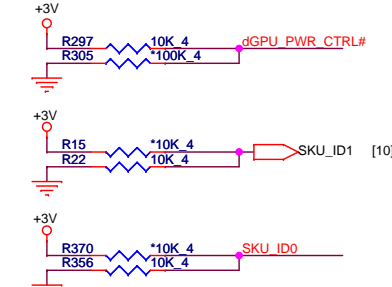 +3V
R297 10K_4 dGPU_PWR_CTRL#
R305 *100K_4
+3V
R15 *10K_4
SKU_ID1 [10]
R22 10K_4
+3V
R370 *10K_4 SKU_ID0
R356 10K_4